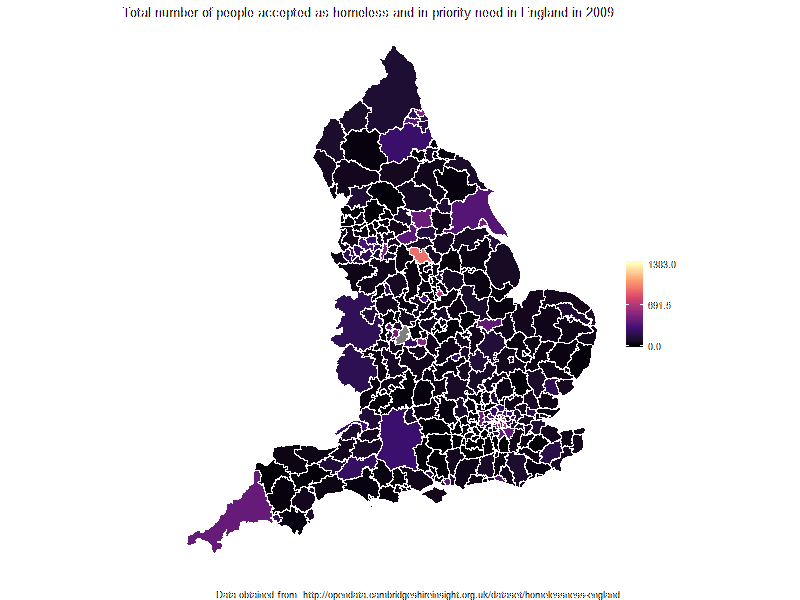 Total number of people accepted as homeless and in priority need in England in 2009
1383.0
691.5
0.0
Data obtained from http://opendata.cambridgeshireinsight.org.uk/dataset/homelessness-england